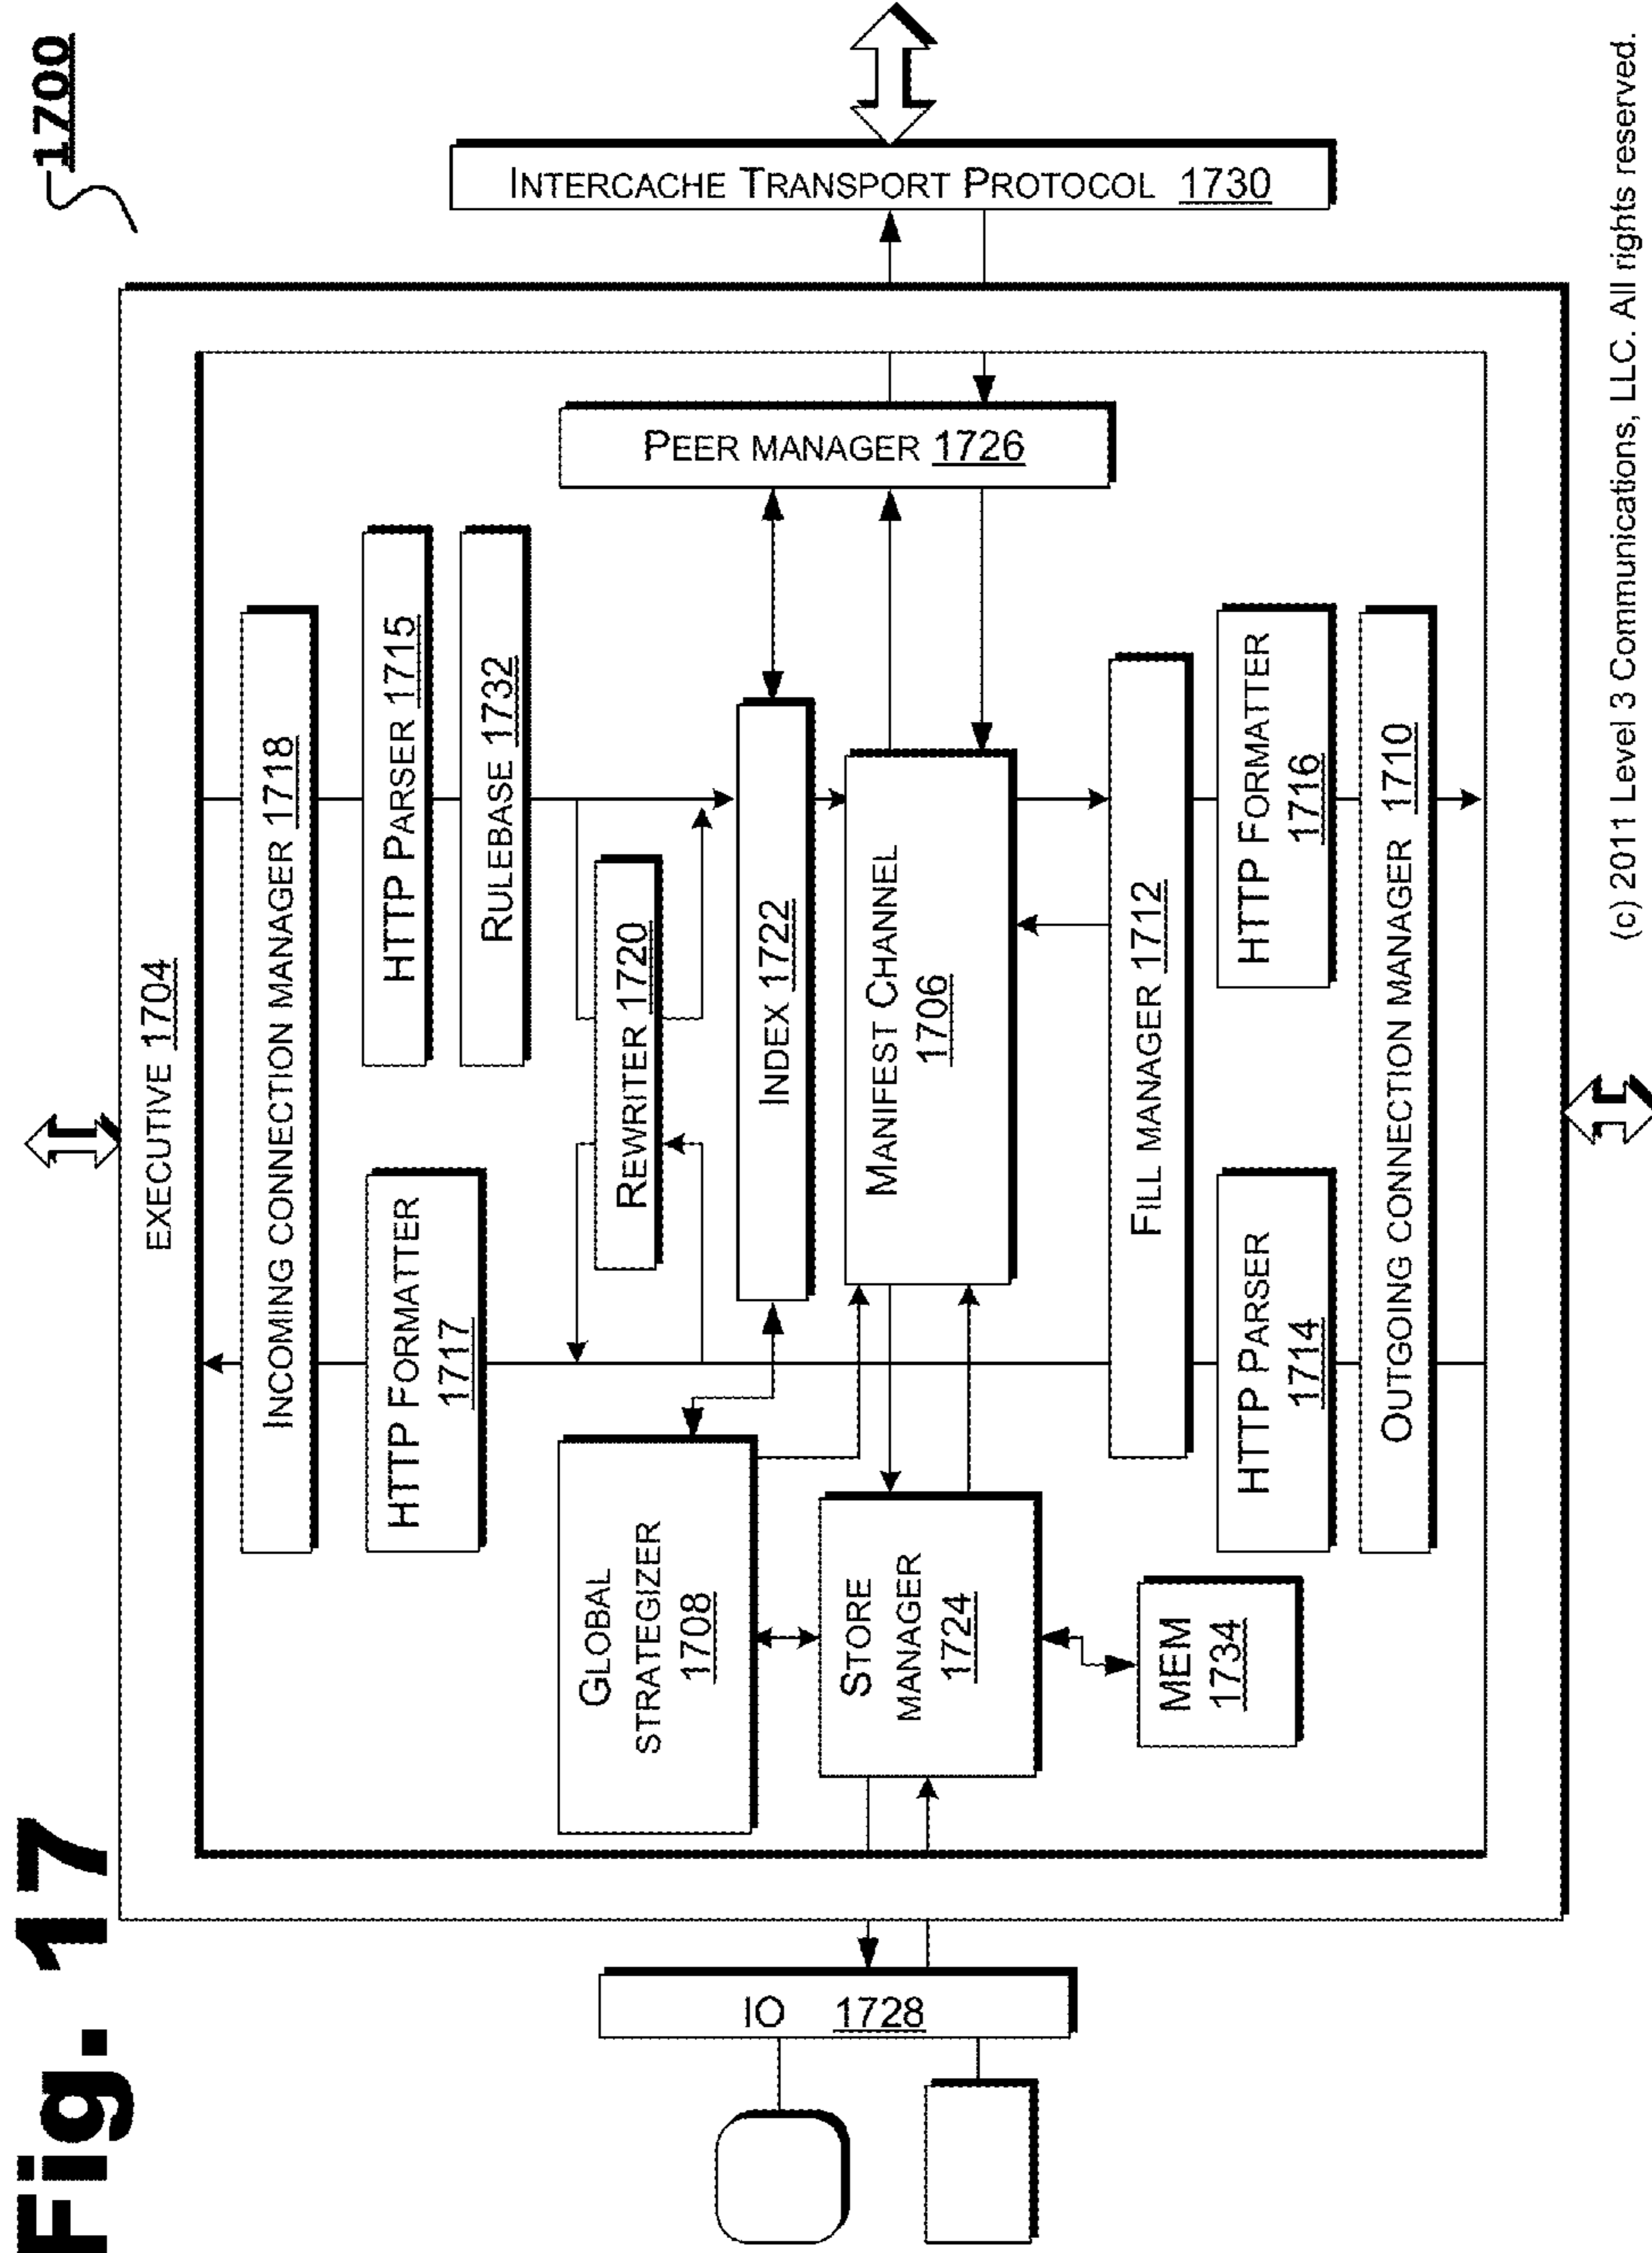 Fig. 17
1700
EXECUTIVE 1704
INCOMING CONNECTION MANAGER 1718
HTTP FORMATTER
1717
HTTP PARSER 1715
RULEBASE 1732
REWRITER 1720
GLOBAL
STRATEGIZER
1708
INDEX 1722
PEER MANAGER 1726
INTERCACHE TRANSPORT PROTOCOL 1730
IO 1728
STORE
MANAGER
1724
MANIFEST CHANNEL
1706
MEM
1734
FILL MANAGER 1712
HTTP PARSER
1714
HTTP FORMATTER
1716
OUTGOING CONNECTION MANAGER 1710
(c) 2011 Level 3 Communications, LLC. All rights reserved.